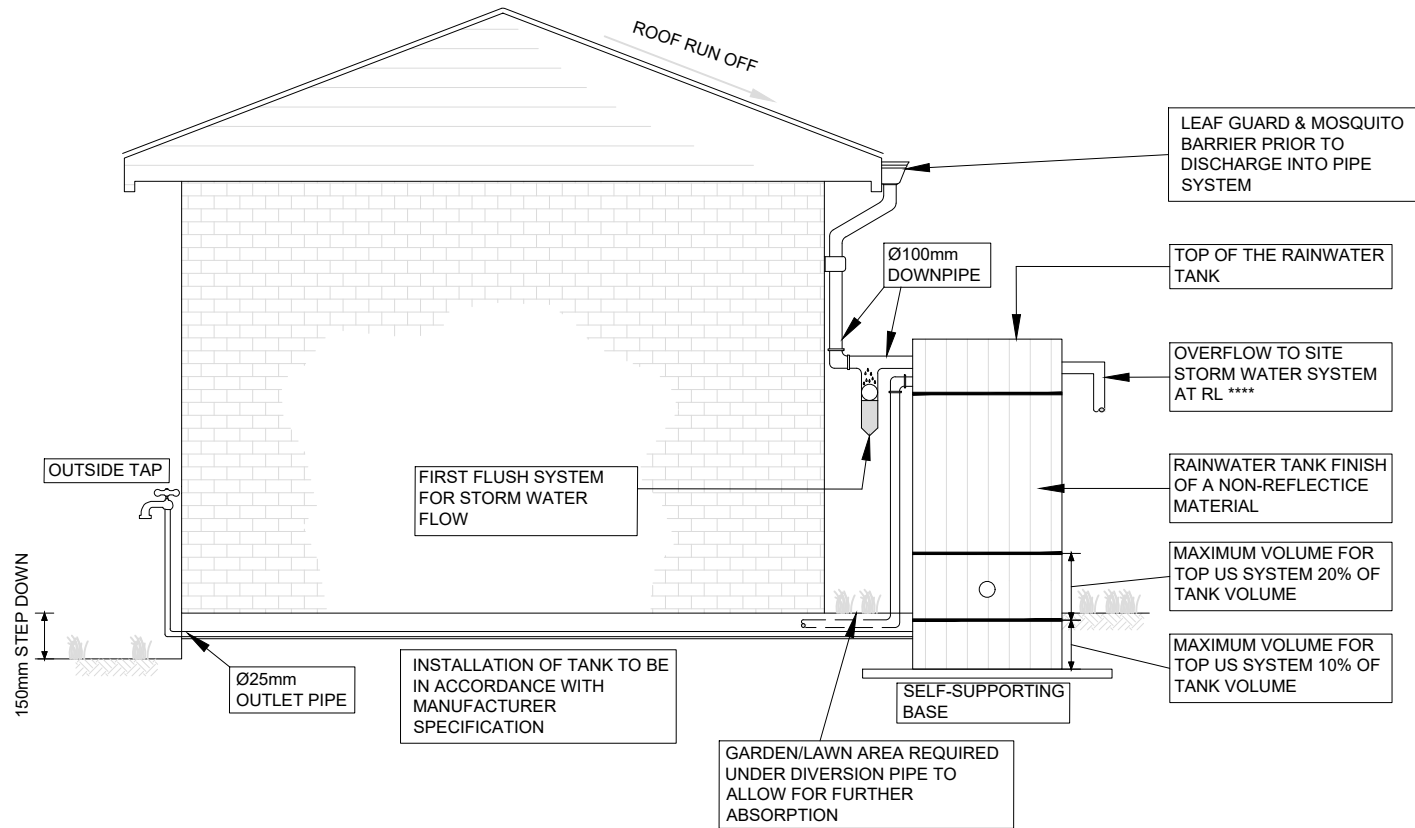 ROOF RUN OFF
LEAF GUARD & MOSQUITO
BARRIER PRIOR TO
DISCHARGE INTO PIPE
SYSTEM
Ø100mm
DOWNPIPE
TOP OF THE RAINWATER
TANK
OVERFLOW TO SITE
STORM WATER SYSTEM
AT RL ****
OUTSIDE TAP
FIRST FLUSH SYSTEM
FOR STORM WATER
FLOW
RAINWATER TANK FINISH
OF A NON-REFLECTICE
MATERIAL
MAXIMUM VOLUME FOR
TOP US SYSTEM 20% OF
TANK VOLUME
150mm STEP DOWN
Ø25mm
OUTLET PIPE
INSTALLATION OF TANK TO BE
IN ACCORDANCE WITH
MANUFACTURER
SPECIFICATION
SELF-SUPPORTING
BASE
MAXIMUM VOLUME FOR
TOP US SYSTEM 10% OF
TANK VOLUME
GARDEN/LAWN AREA REQUIRED
UNDER DIVERSION PIPE TO
ALLOW FOR FURTHER
ABSORPTION